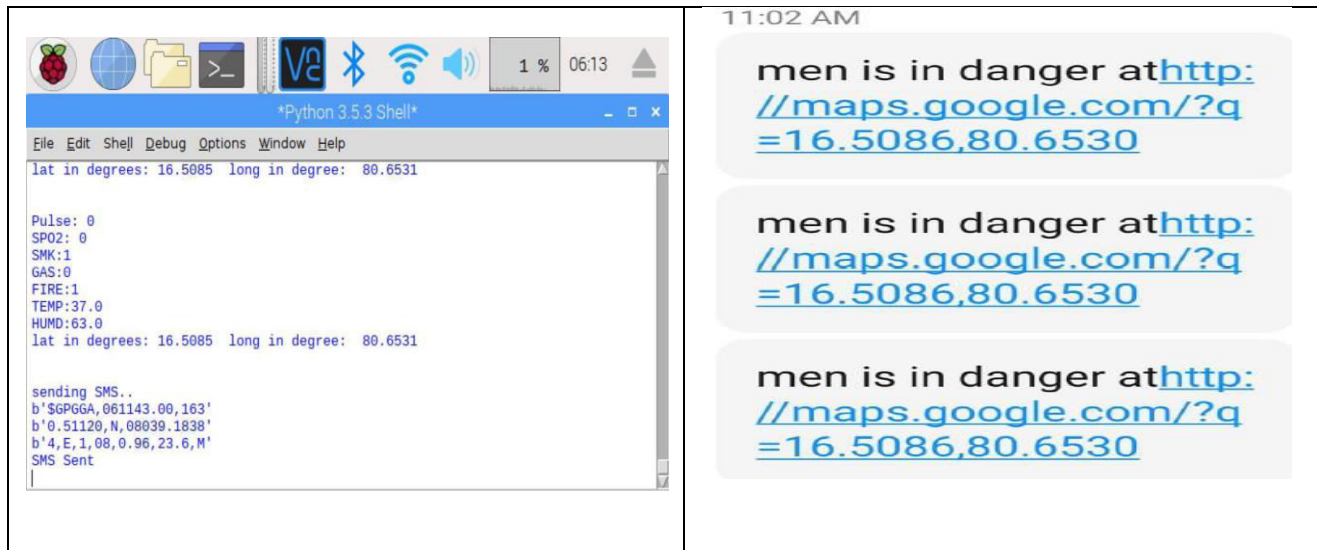 1 %
06:13
*Python 3.5.3 Shell*
File Edit Shell Debug Options Window Help
lat in degrees: 16.5085 long in degree: 80.6531
Pulse: 0
SPO2: 0
SMK:1
GAS:0
FIRE:1
TEMP:37.0
HUMD:63.0
lat in degrees: 16.5085 long in degree: 80.6531
sending SMS..
b'$GPGGA,061143.00,163'
b'0.51120,N,08039.1838'
b'4,E,1,08,0.96,23.6,M'
SMS Sent
11:02 AM
men is in danger athttp:
//maps.google.com/?q
=16.5086,80.6530
men is in danger athttp:
//maps.google.com/?q
=16.5086,80.6530
men is in danger athttp:
//maps.google.com/?q
=16.5086,80.6530